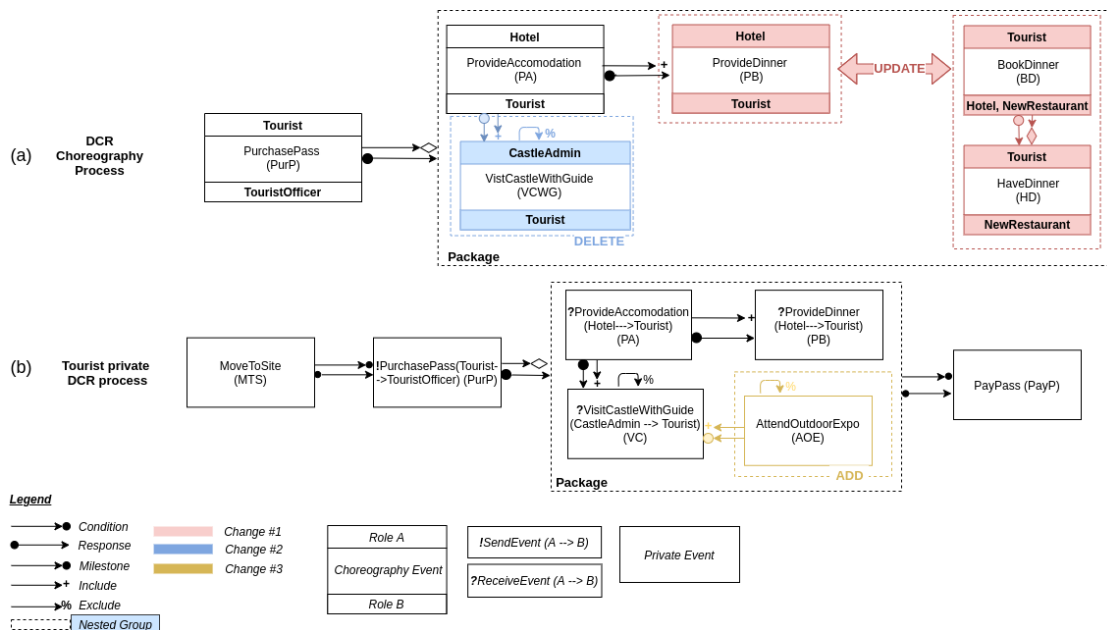 (a)
DCR
Choreography
Process
Tourist
PurchasePass
(PurP)
TouristOfficer
Hotel
ProvideAccomodation
(PA)
Tourist
+
Hotel
ProvideDinner
(PB)
Tourist
UPDATE
Tourist
BookDinner
(BD)
Hotel, NewRestaurant
Tourist
HaveDinner
(HD)
NewRestaurant
+
%
CastleAdmin
VistCastleWithGuide
(VCWG)
Tourist
DELETE
Package
(b)
Tourist private
DCR process
MoveToSite
(MTS)
!PurchasePass(Tourist-
->TouristOfficer) (PurP)
?ProvideAccomodation
(Hotel--->Tourist)
(PA)
+
?ProvideDinner
(Hotel--->Tourist)
(PB)
+
%
?VisitCastleWithGuide
(CastleAdmin --> Tourist)
(VC)
+
%
AttendOutdoorExpo
(AOE)
ADD
Package
PayPass (PayP)
Legend
Condition
Response
Milestone
+ Include
% Exclude
Nested Group
Change #1
Change #2
Change #3
Role A
Choreography Event
Role B
!SendEvent (A --> B)
?ReceiveEvent (A --> B)
Private Event